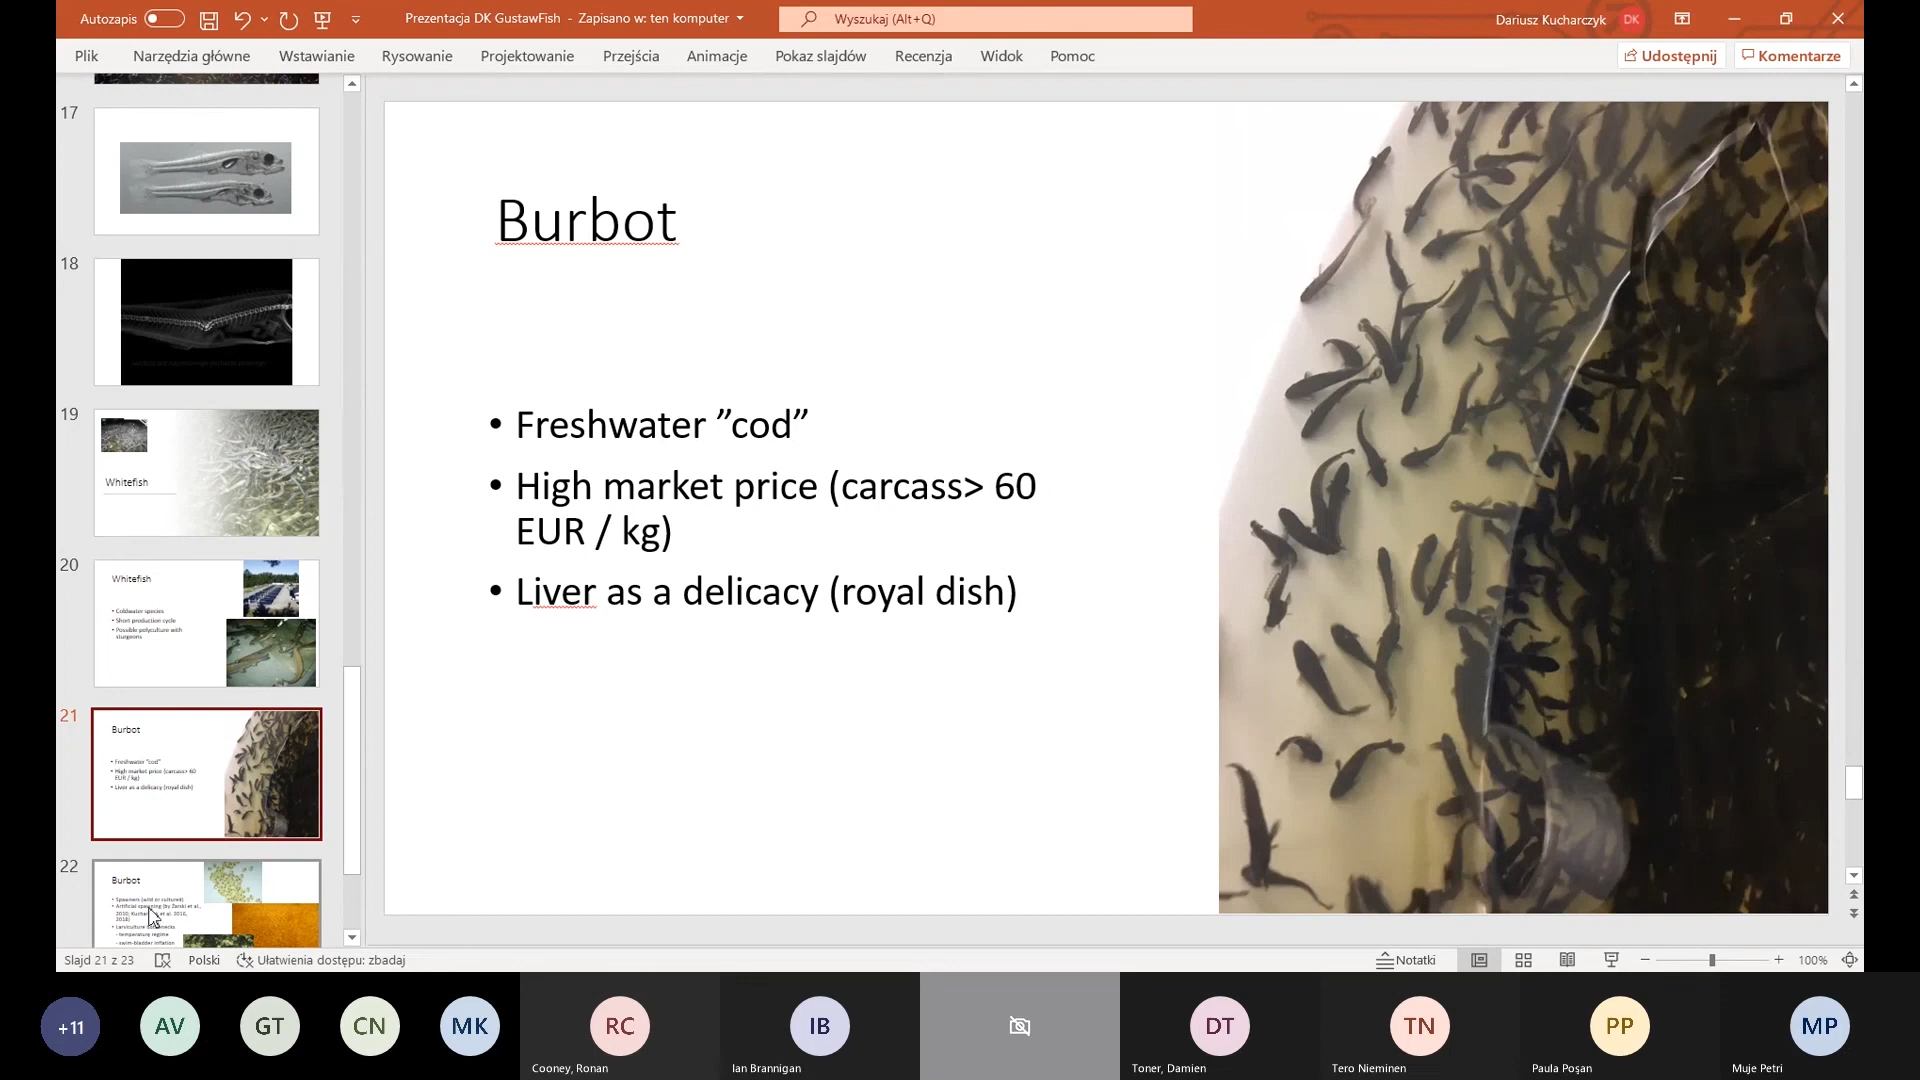 Autozapis
Prezentacja DK GustawFish - Zapisano w: ten komputer
Wyszukaj (Alt+Q)
Dariusz Kucharczyk
DK
Plik
Narzędzia główne
Wstawianie
Rysowanie
Projektowanie
Przejścia
Animacje
Pokaz slajdów
Recenzja
Widok
Pomoc
Udostępnij
Komentarze
17
18
19
Whitefish
20
Whitefish
• Coldwater species
• Short production cycle
• Possible polyculture with
sturgeons
21
Burbot
• Freshwater ”cod”
• High market price (carcass> 60
EUR / kg)
• Liver as a delicacy (royal dish)
22
Burbot
• Spawners (wild or cultured)
• Artificial spawning (by Żarski et al.,
2010; et al. 2016,
2018)
• Larviculture
- temperature regime
- swim-bladder inflation
Burbot
• Freshwater ”cod”
• High market price (carcass> 60
EUR / kg)
• Liver as a delicacy (royal dish)
Slajd 21 z 23
Polski
Ułatwienia dostępu: zbadaj
Notatki
100%
+11
AV
GT
CN
MK
RC
Cooney, Ronan
IB
Ian Brannigan
DT
Toner, Damien
TN
Tero Nieminen
PP
Paula Poşan
MP
Muje Petri